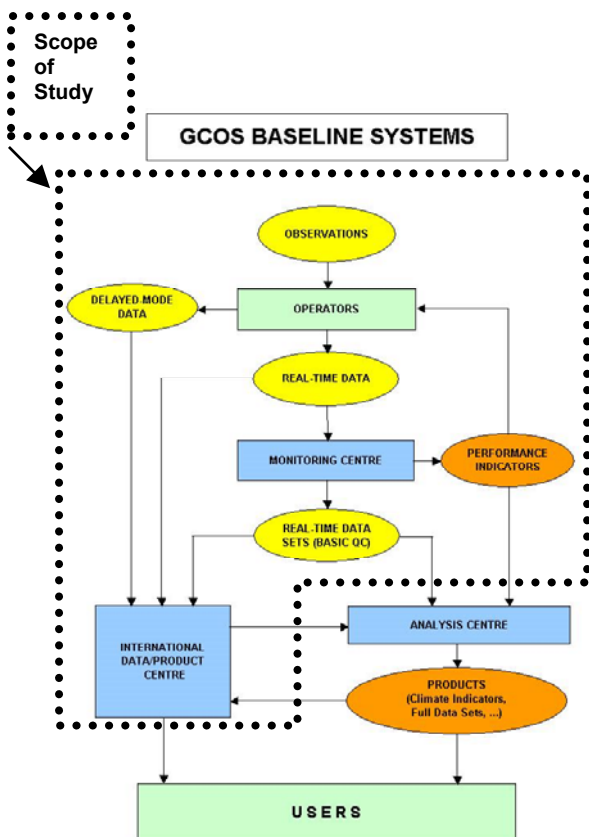 Scope
of
Study
GCOS BASELINE SYSTEMS
OBSERVATIONS
DELAYED-MODE
DATA
OPERATORS
REAL-TIME DATA
MONITORING CENTRE
PERFORMANCE
INDICATORS
REAL-TIME DATA
SETS (BASIC QC)
INTERNATIONAL
DATA/PRODUCT
CENTRE
ANALYSIS CENTRE
PRODUCTS
(Climate Indicators,
Full Data Sets, ...)
USERS